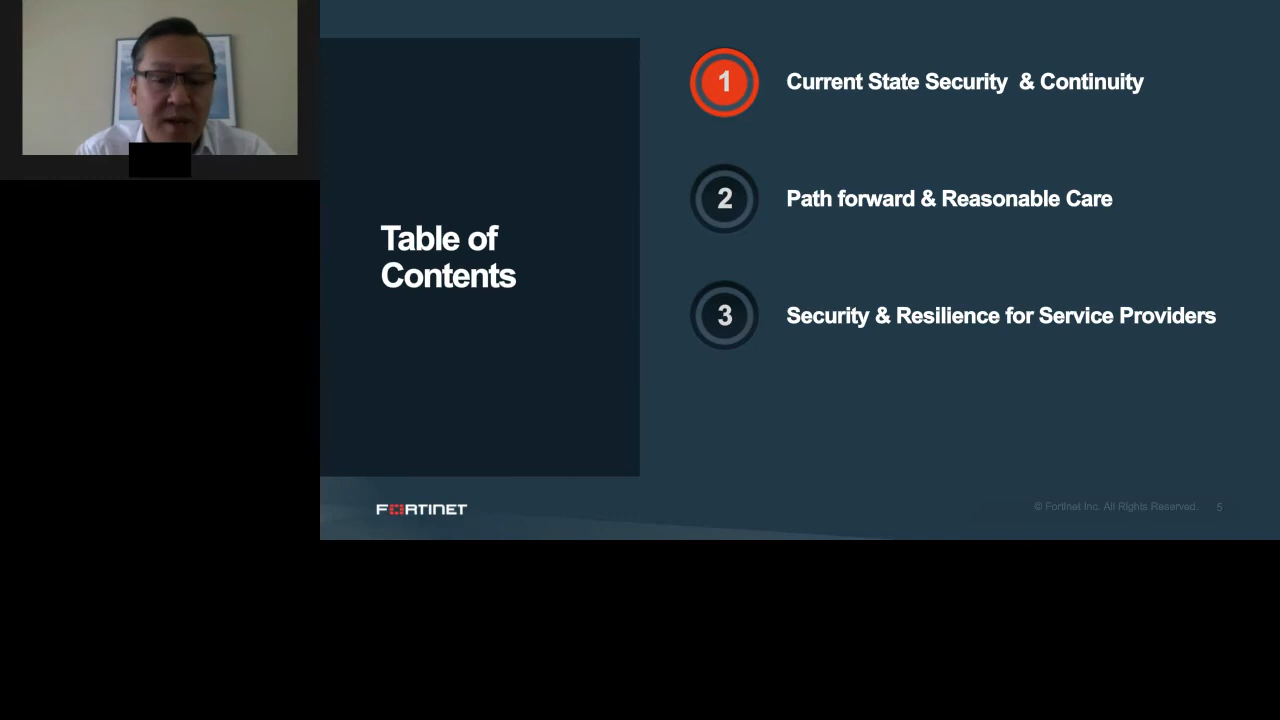 1 Current State Security & Continuity
2 Path forward & Reasonable Care
3 Security & Resilience for Service Providers
Table of
Contents
FORTINET
© Fortinet Inc. All Rights Reserved. 5